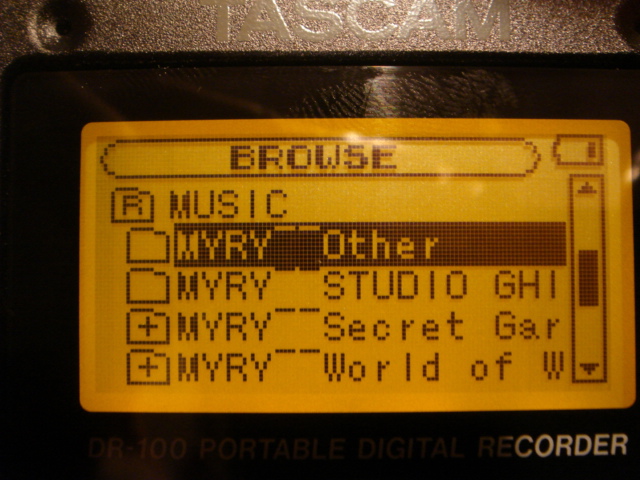 TASCAM
BROWSE
R MUSIC
MYRY¯¯Other
MYRY¯¯STUDIO GHI
MYRY¯¯Secret Gar
MYRY¯¯World of W
DR-100 PORTABLE DIGITAL RECORDER